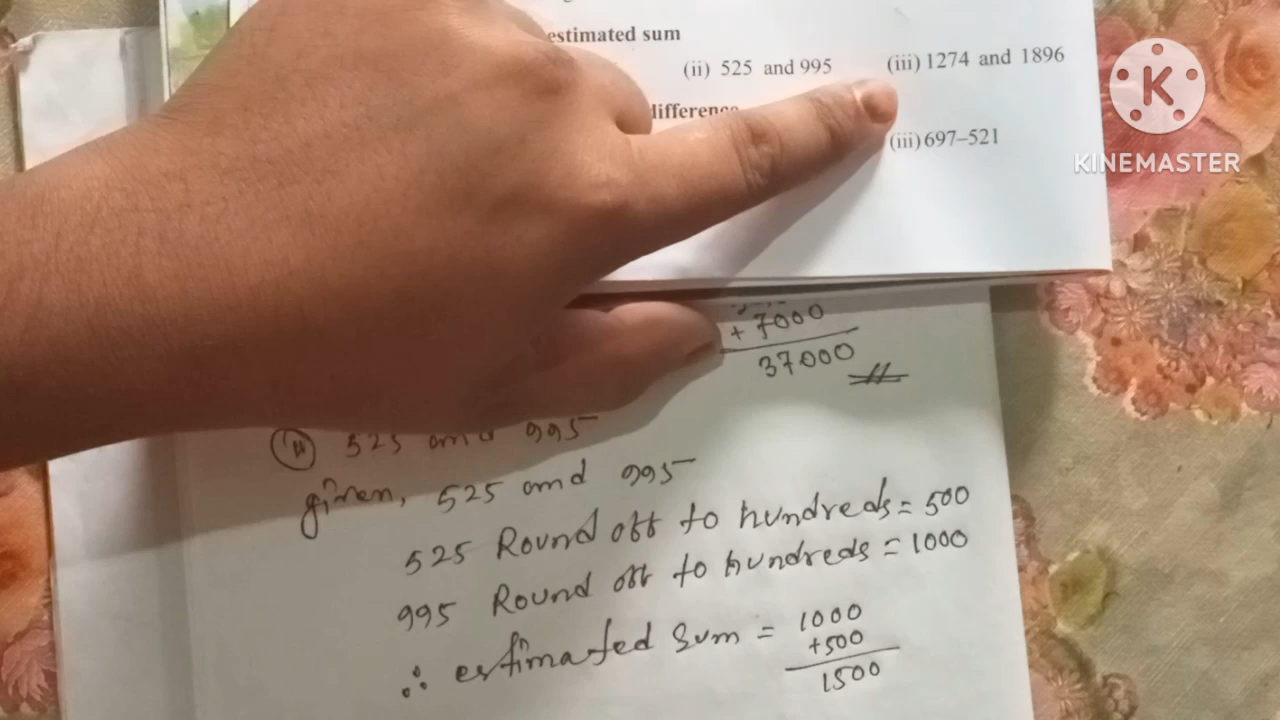 estimated sum
(ii) 525 and 995 (iii) 1274 and 1896
difference
(iii) 697–521
KINEMASTER
+ 7000
37000
(ii) 525 and 995
given, 525 and 995
525 Round off to hundreds = 500
995 Round off to hundreds = 1000
∴ estimated Sum = 1000
+500
1500